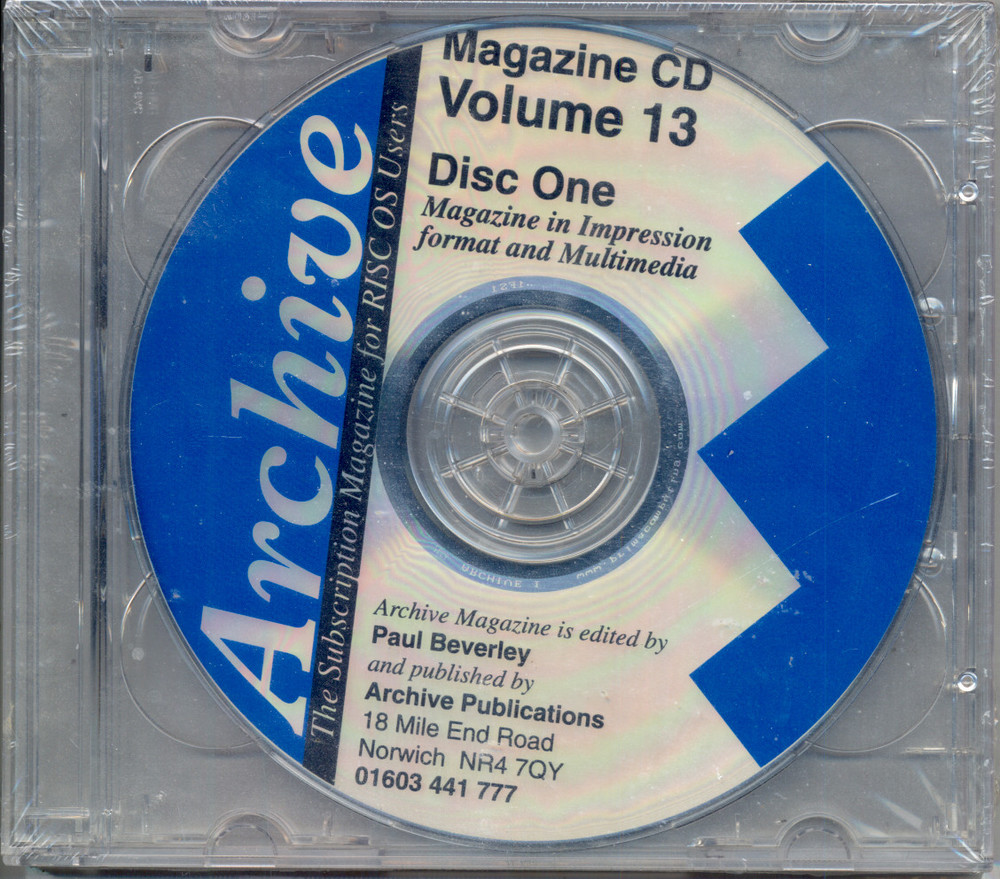 Magazine CD
Volume 13
Disc One
Magazine in Impression
format and Multimedia
Archive
The Subscription Magazine for RISC OS Users
ARCHIVE 1
Archive Magazine is edited by
Paul Beverley
and published by
Archive Publications
18 Mile End Road
Norwich NR4 7QY
01603 441 777